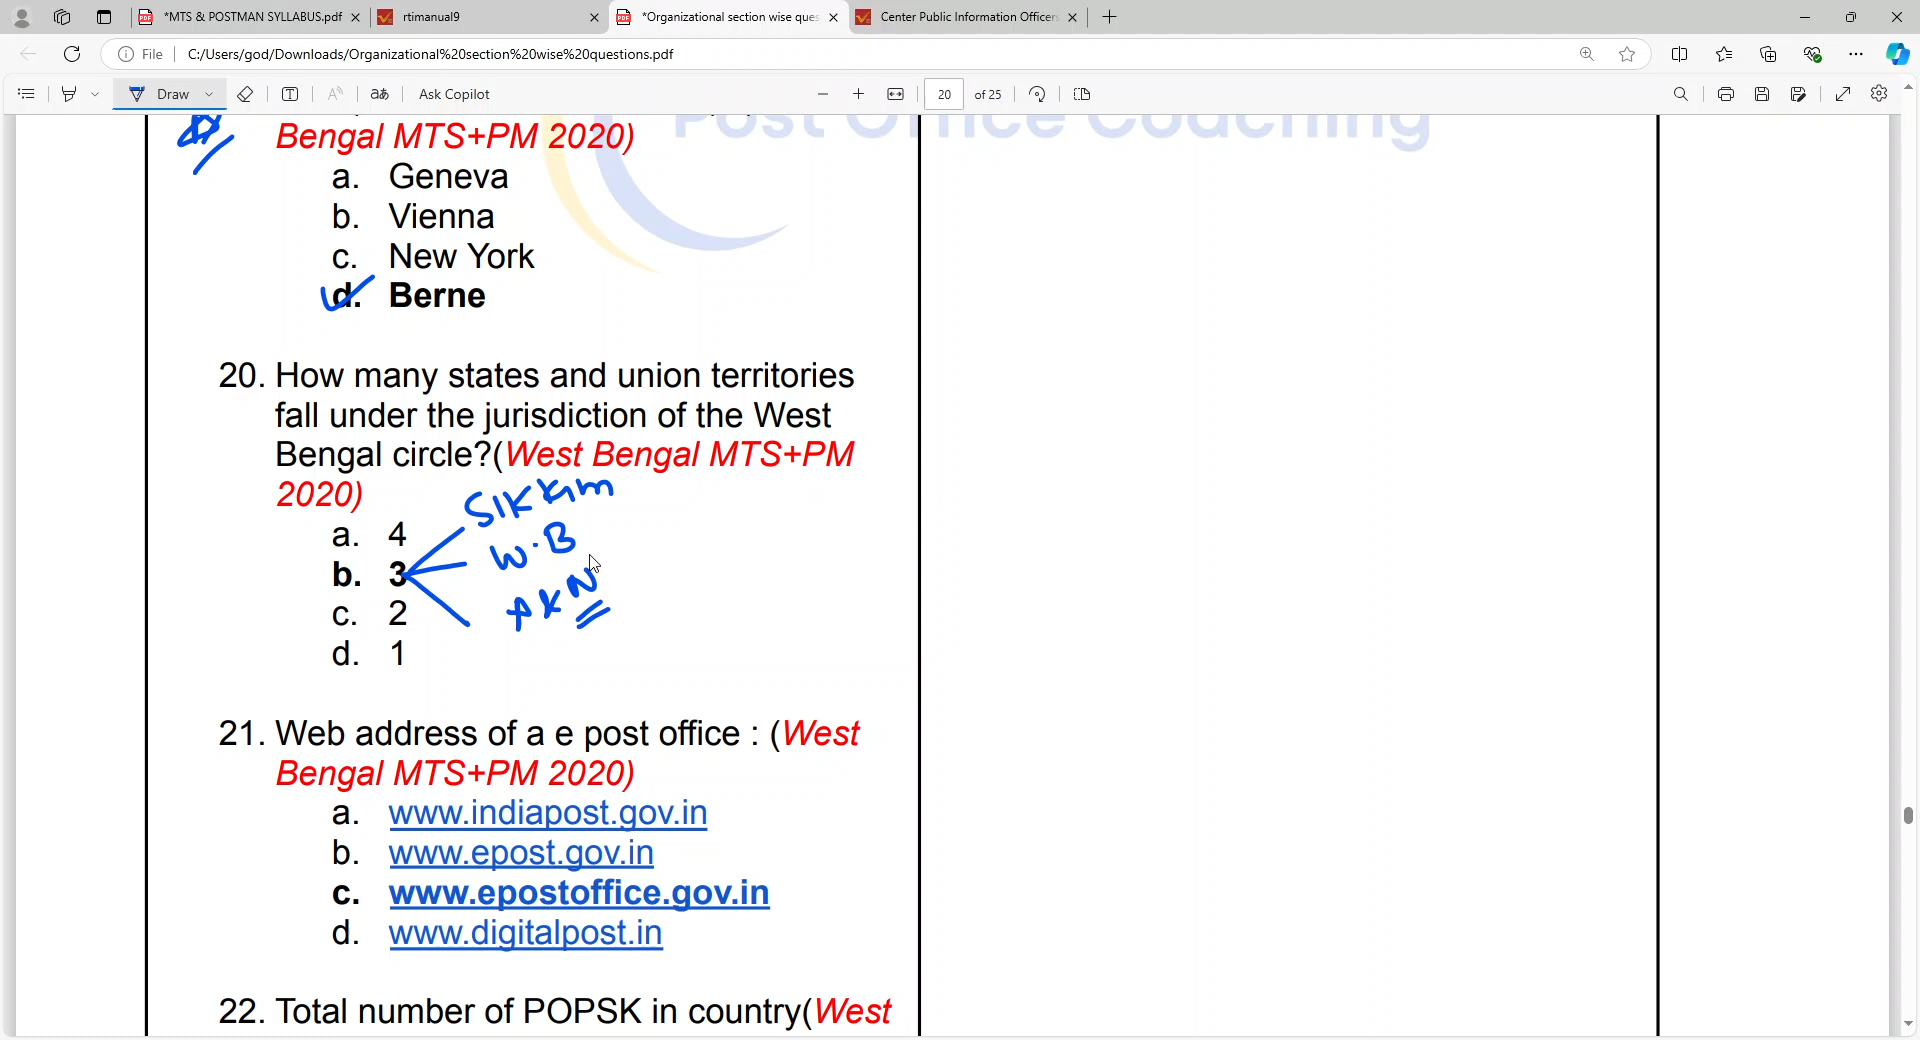 *MTS & POSTMAN SYLLABUS.pdf
rtimanual9
*Organizational section wise ques
Center Public Information Officers
File
C:/Users/god/Downloads/Organizational%20section%20wise%20questions.pdf
Draw
Ask Copilot
20
of 25
Post Office Coaching
Bengal MTS+PM 2020)
a. Geneva
b. Vienna
c. New York
d. Berne
20. How many states and union territories
fall under the jurisdiction of the West
Bengal circle?(West Bengal MTS+PM
2020)
SIKKim
a. 4
W.B
b. 3
A K N
c. 2
d. 1
21. Web address of a e post office : (West
Bengal MTS+PM 2020)
a. www.indiapost.gov.in
b. www.epost.gov.in
c. www.epostoffice.gov.in
d. www.digitalpost.in
22. Total number of POPSK in country(West